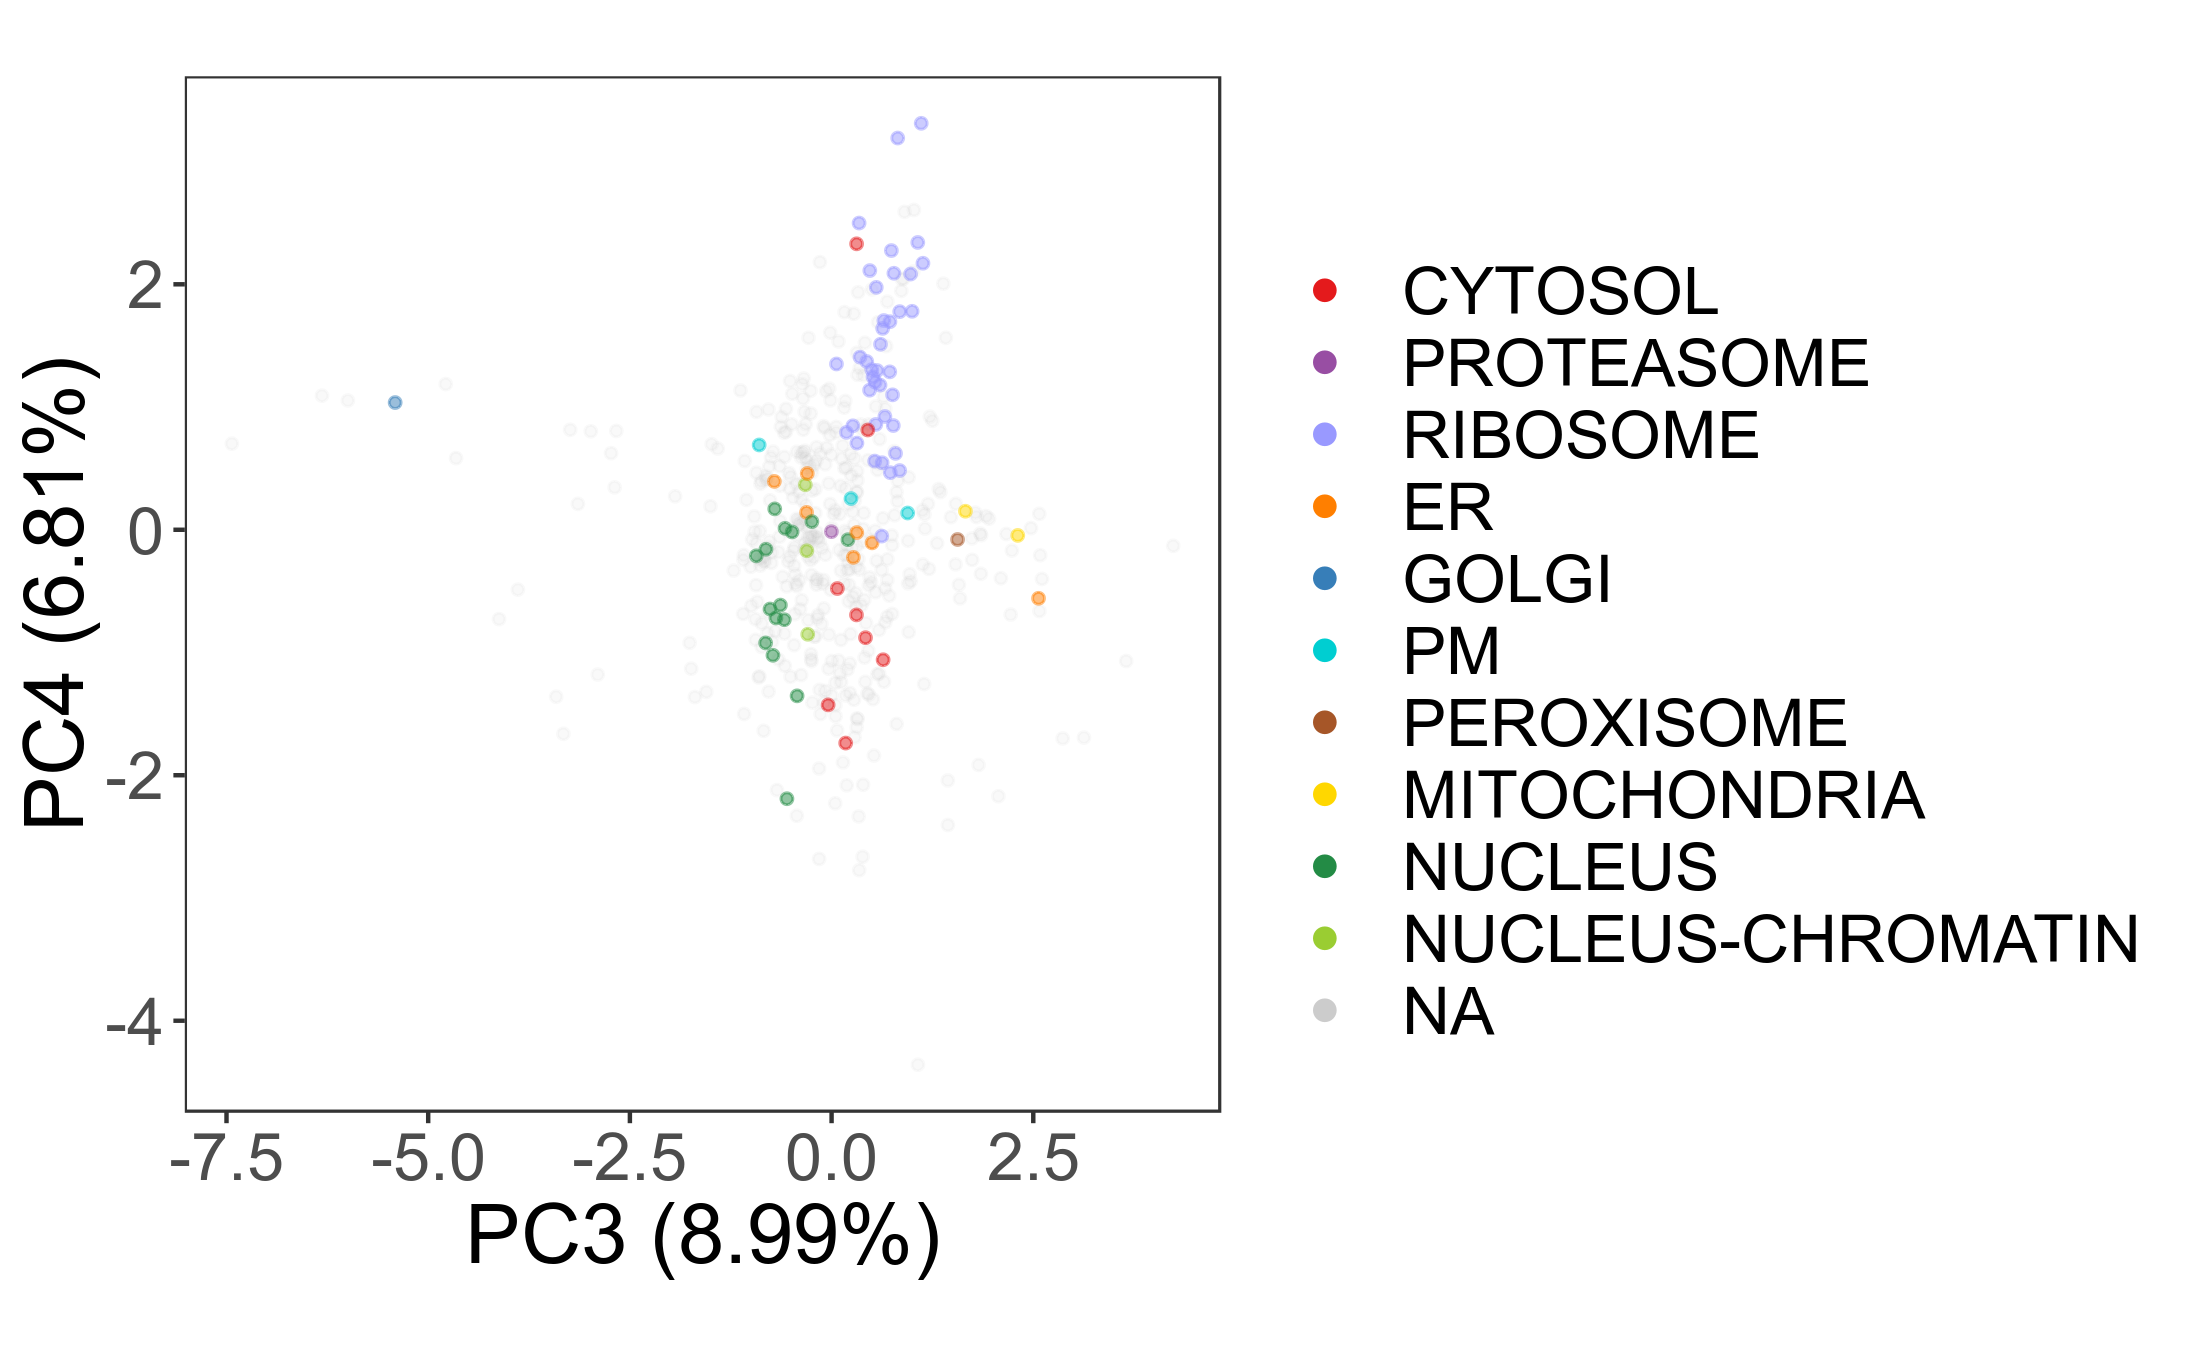 PC4 (6.81%)
2
0
-2
-4
-7.5 -5.0 -2.5 0.0 2.5
PC3 (8.99%)
CYTOSOL
PROTEASOME
RIBOSOME
ER
GOLGI
PM
PEROXISOME
MITOCHONDRIA
NUCLEUS
NUCLEUS-CHROMATIN
NA